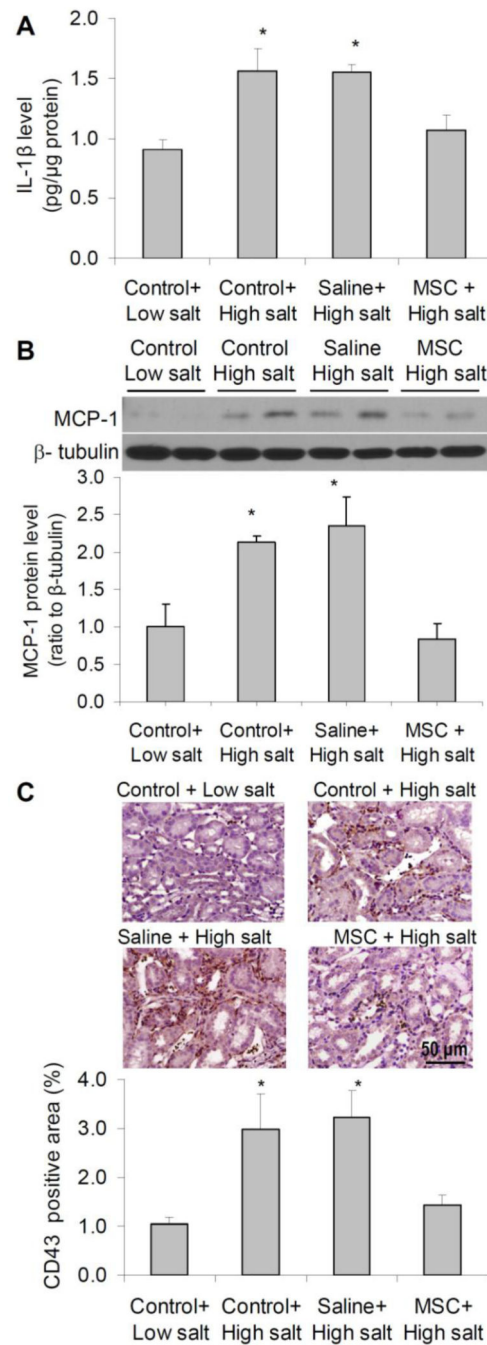 A
IL-1β level
(pg/µg protein)
2.0
1.5
1.0
0.5
0.0
*
*
Control+ Control+ Saline+ MSC +
Low salt High salt High salt High salt
B
Control Control Saline MSC
Low salt High salt High salt High salt
MCP-1
β- tubulin
MCP-1 protein level
(ratio to β-tubulin)
3.0
2.5
2.0
1.5
1.0
0.5
0.0
*
*
Control+ Control+ Saline+ MSC +
Low salt High salt High salt High salt
C
Control + Low salt
Control + High salt
Saline + High salt
MSC + High salt
50 µm
CD43 positive area (%)
4.0
3.0
2.0
1.0
0.0
*
*
Control+ Control+ Saline+ MSC+
Low salt High salt High salt High salt